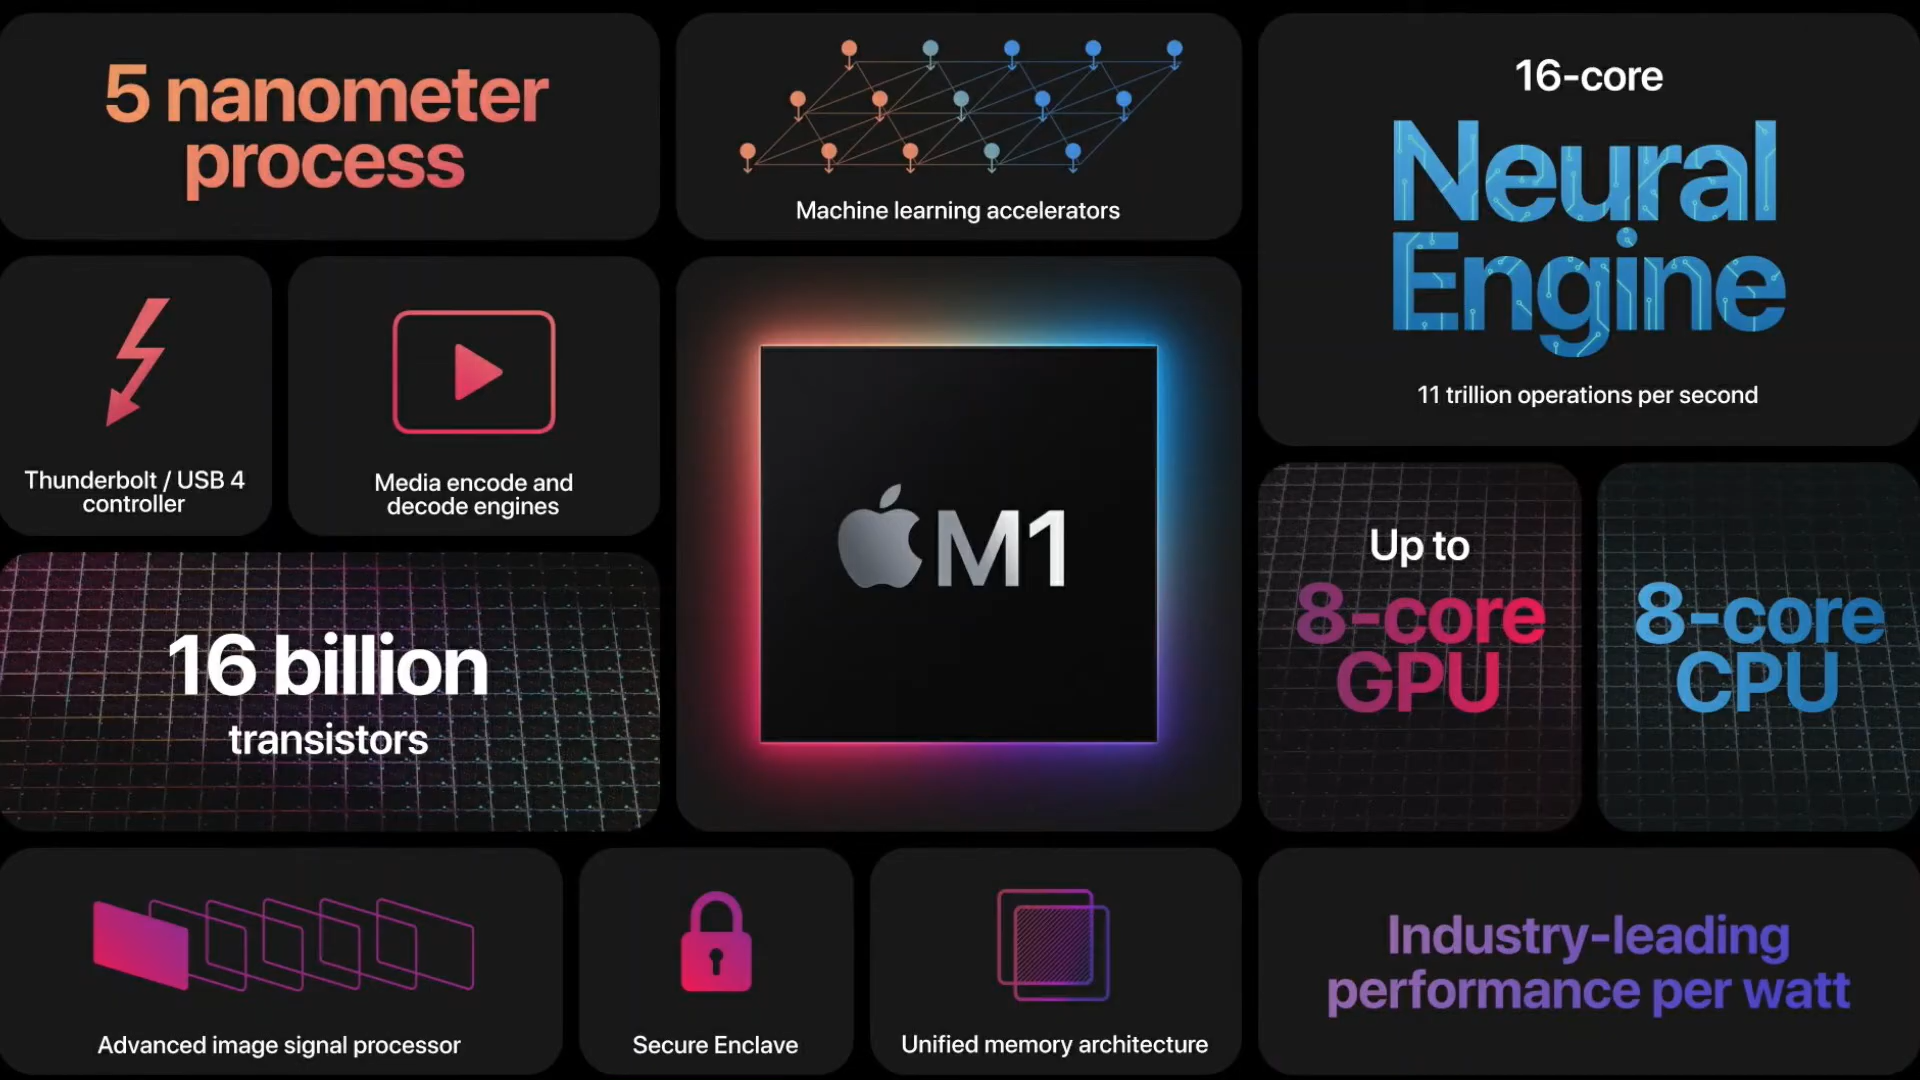 5 nanometer
process
Machine learning accelerators
16-core
Neural
Engine
11 trillion operations per second
Thunderbolt / USB 4
controller
Media encode and
decode engines
M1
Up to
8-core
GPU
8-core
CPU
16 billion
transistors
Advanced image signal processor
Secure Enclave
Unified memory architecture
Industry-leading
performance per watt